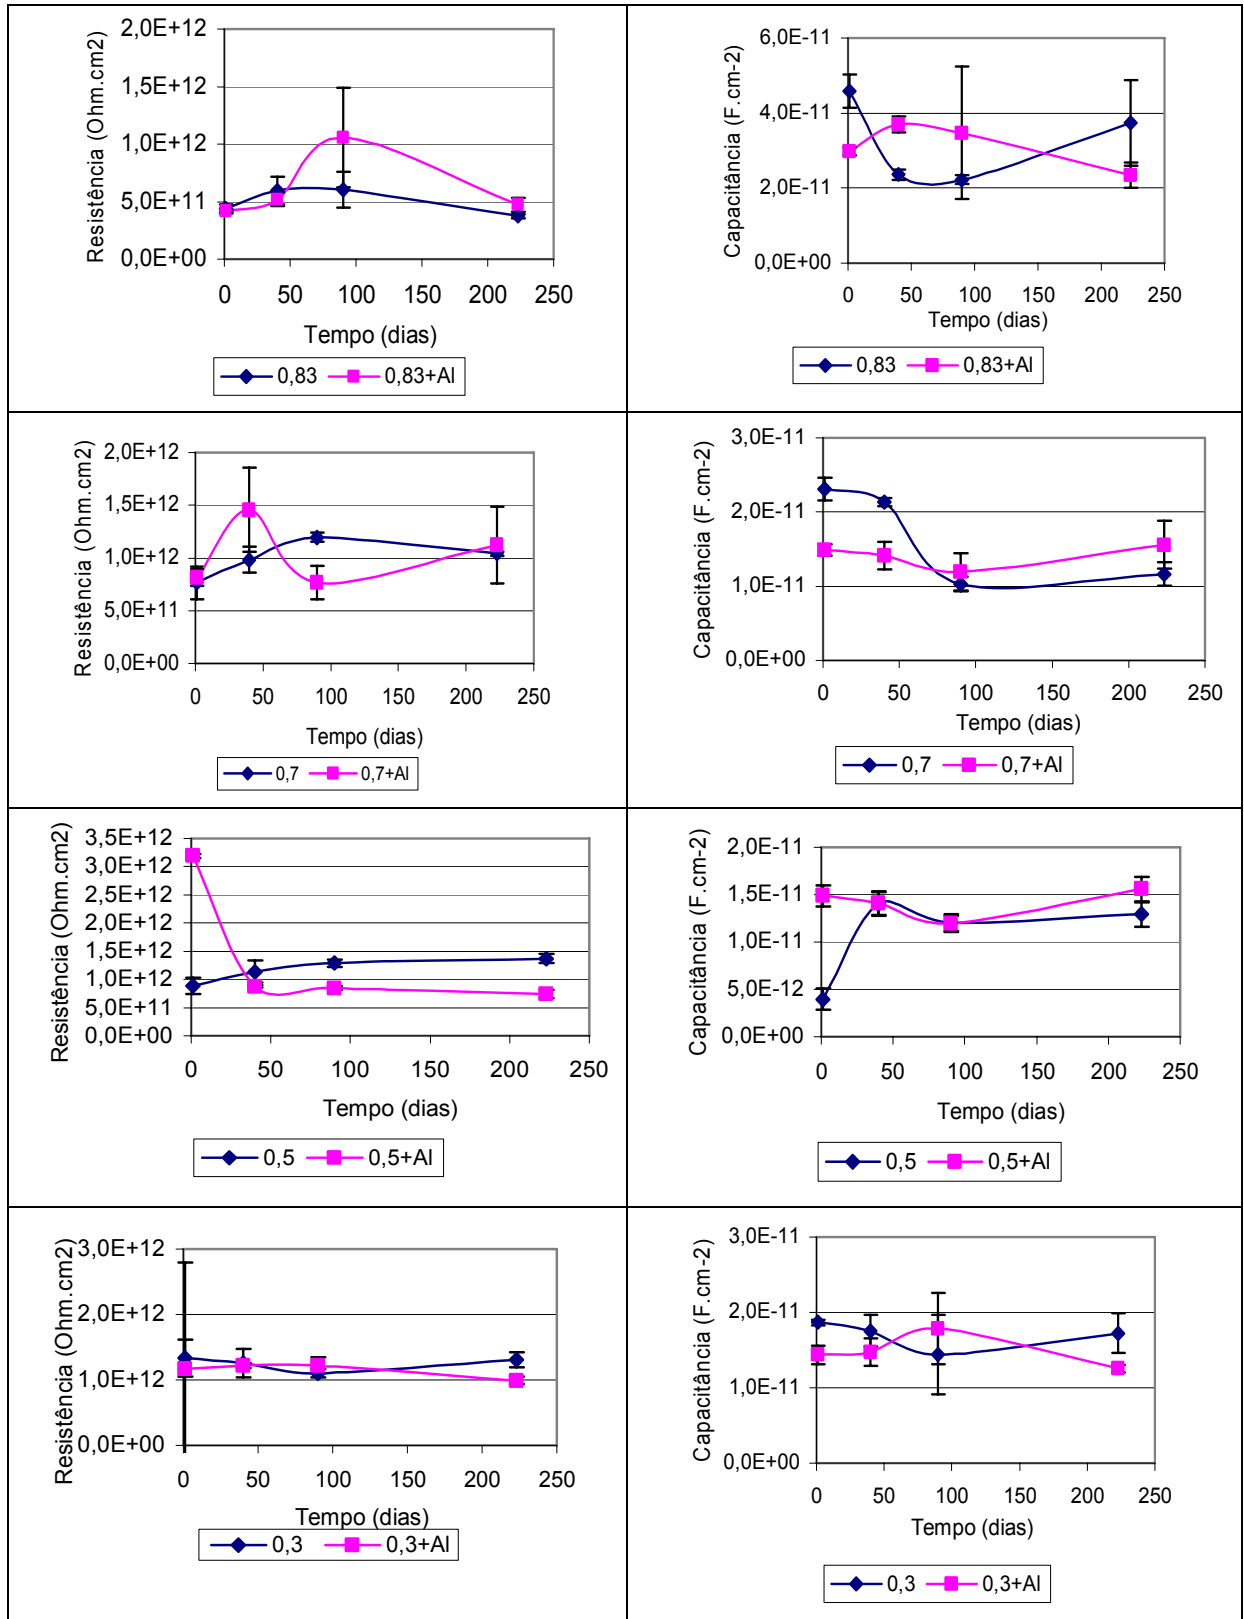 Resistência (Ohm.cm2)
2,0E+12
1,5E+12
1,0E+12
5,0E+11
0,0E+00
0 50 100 150 200 250
Tempo (dias)
0,83 0,83+Al
Capacitância (F.cm-2)
6,0E-11
4,0E-11
2,0E-11
0,0E+00
0 50 100 150 200 250
Tempo (dias)
0,83 0,83+Al
Resistência (Ohm.cm2)
2,0E+12
1,5E+12
1,0E+12
5,0E+11
0,0E+00
0 50 100 150 200 250
Tempo (dias)
0,7 0,7+Al
Capacitância (F.cm-2)
3,0E-11
2,0E-11
1,0E-11
0,0E+00
0 50 100 150 200 250
Tempo (dias)
0,7 0,7+Al
Resistência (Ohm.cm2)
3,5E+12
3,0E+12
2,5E+12
2,0E+12
1,5E+12
1,0E+12
5,0E+11
0,0E+00
0 50 100 150 200 250
Tempo (dias)
0,5 0,5+Al
Capacitância (F.cm-2)
2,0E-11
1,5E-11
1,0E-11
5,0E-12
0,0E+00
0 50 100 150 200 250
Tempo (dias)
0,5 0,5+Al
Resistência (Ohm.cm2)
3,0E+12
2,0E+12
1,0E+12
0,0E+00
0 50 100 150 200 250
Tempo (dias)
0,3 0,3+Al
Capacitância (F.cm-2)
3,0E-11
2,0E-11
1,0E-11
0,0E+00
0 50 100 150 200 250
Tempo (dias)
0,3 0,3+Al